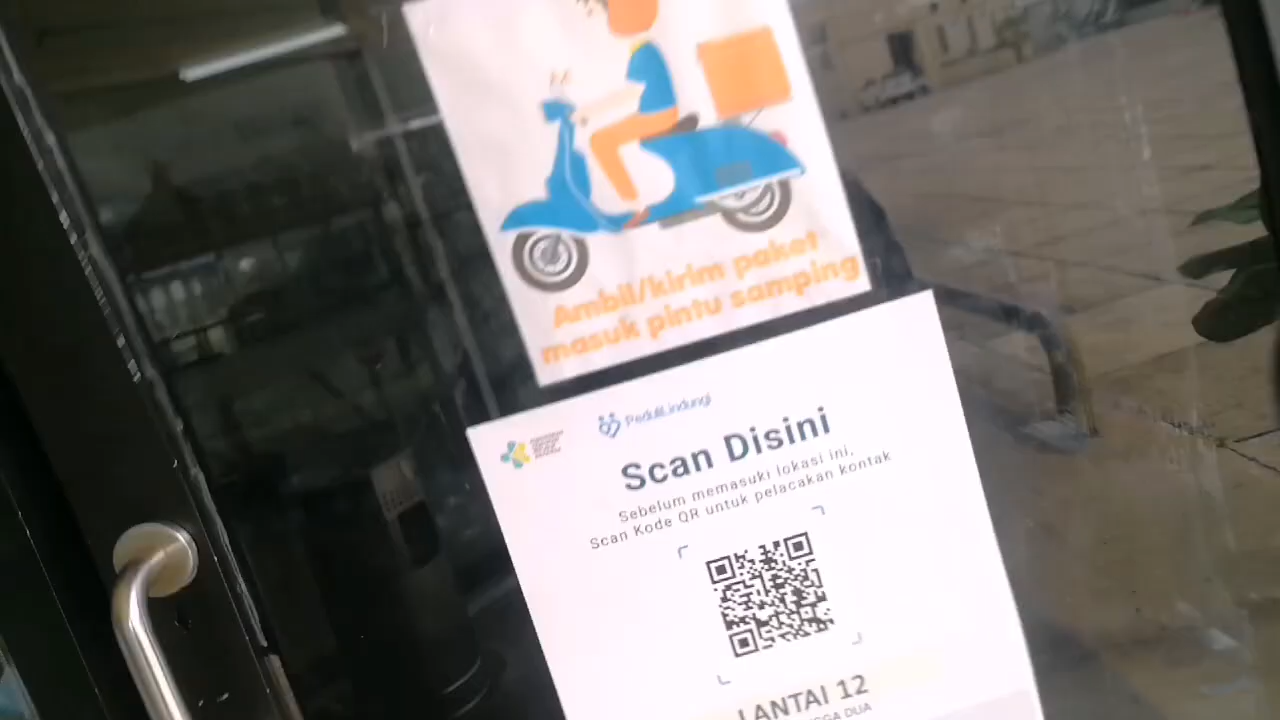 Ambil/kirim paket
masuk pintu samping
PeduliLindungi
Scan Disini
Sebelum memasuki lokasi ini,
Scan Kode QR untuk pelacakan kontak
LANTAI 12
DUA